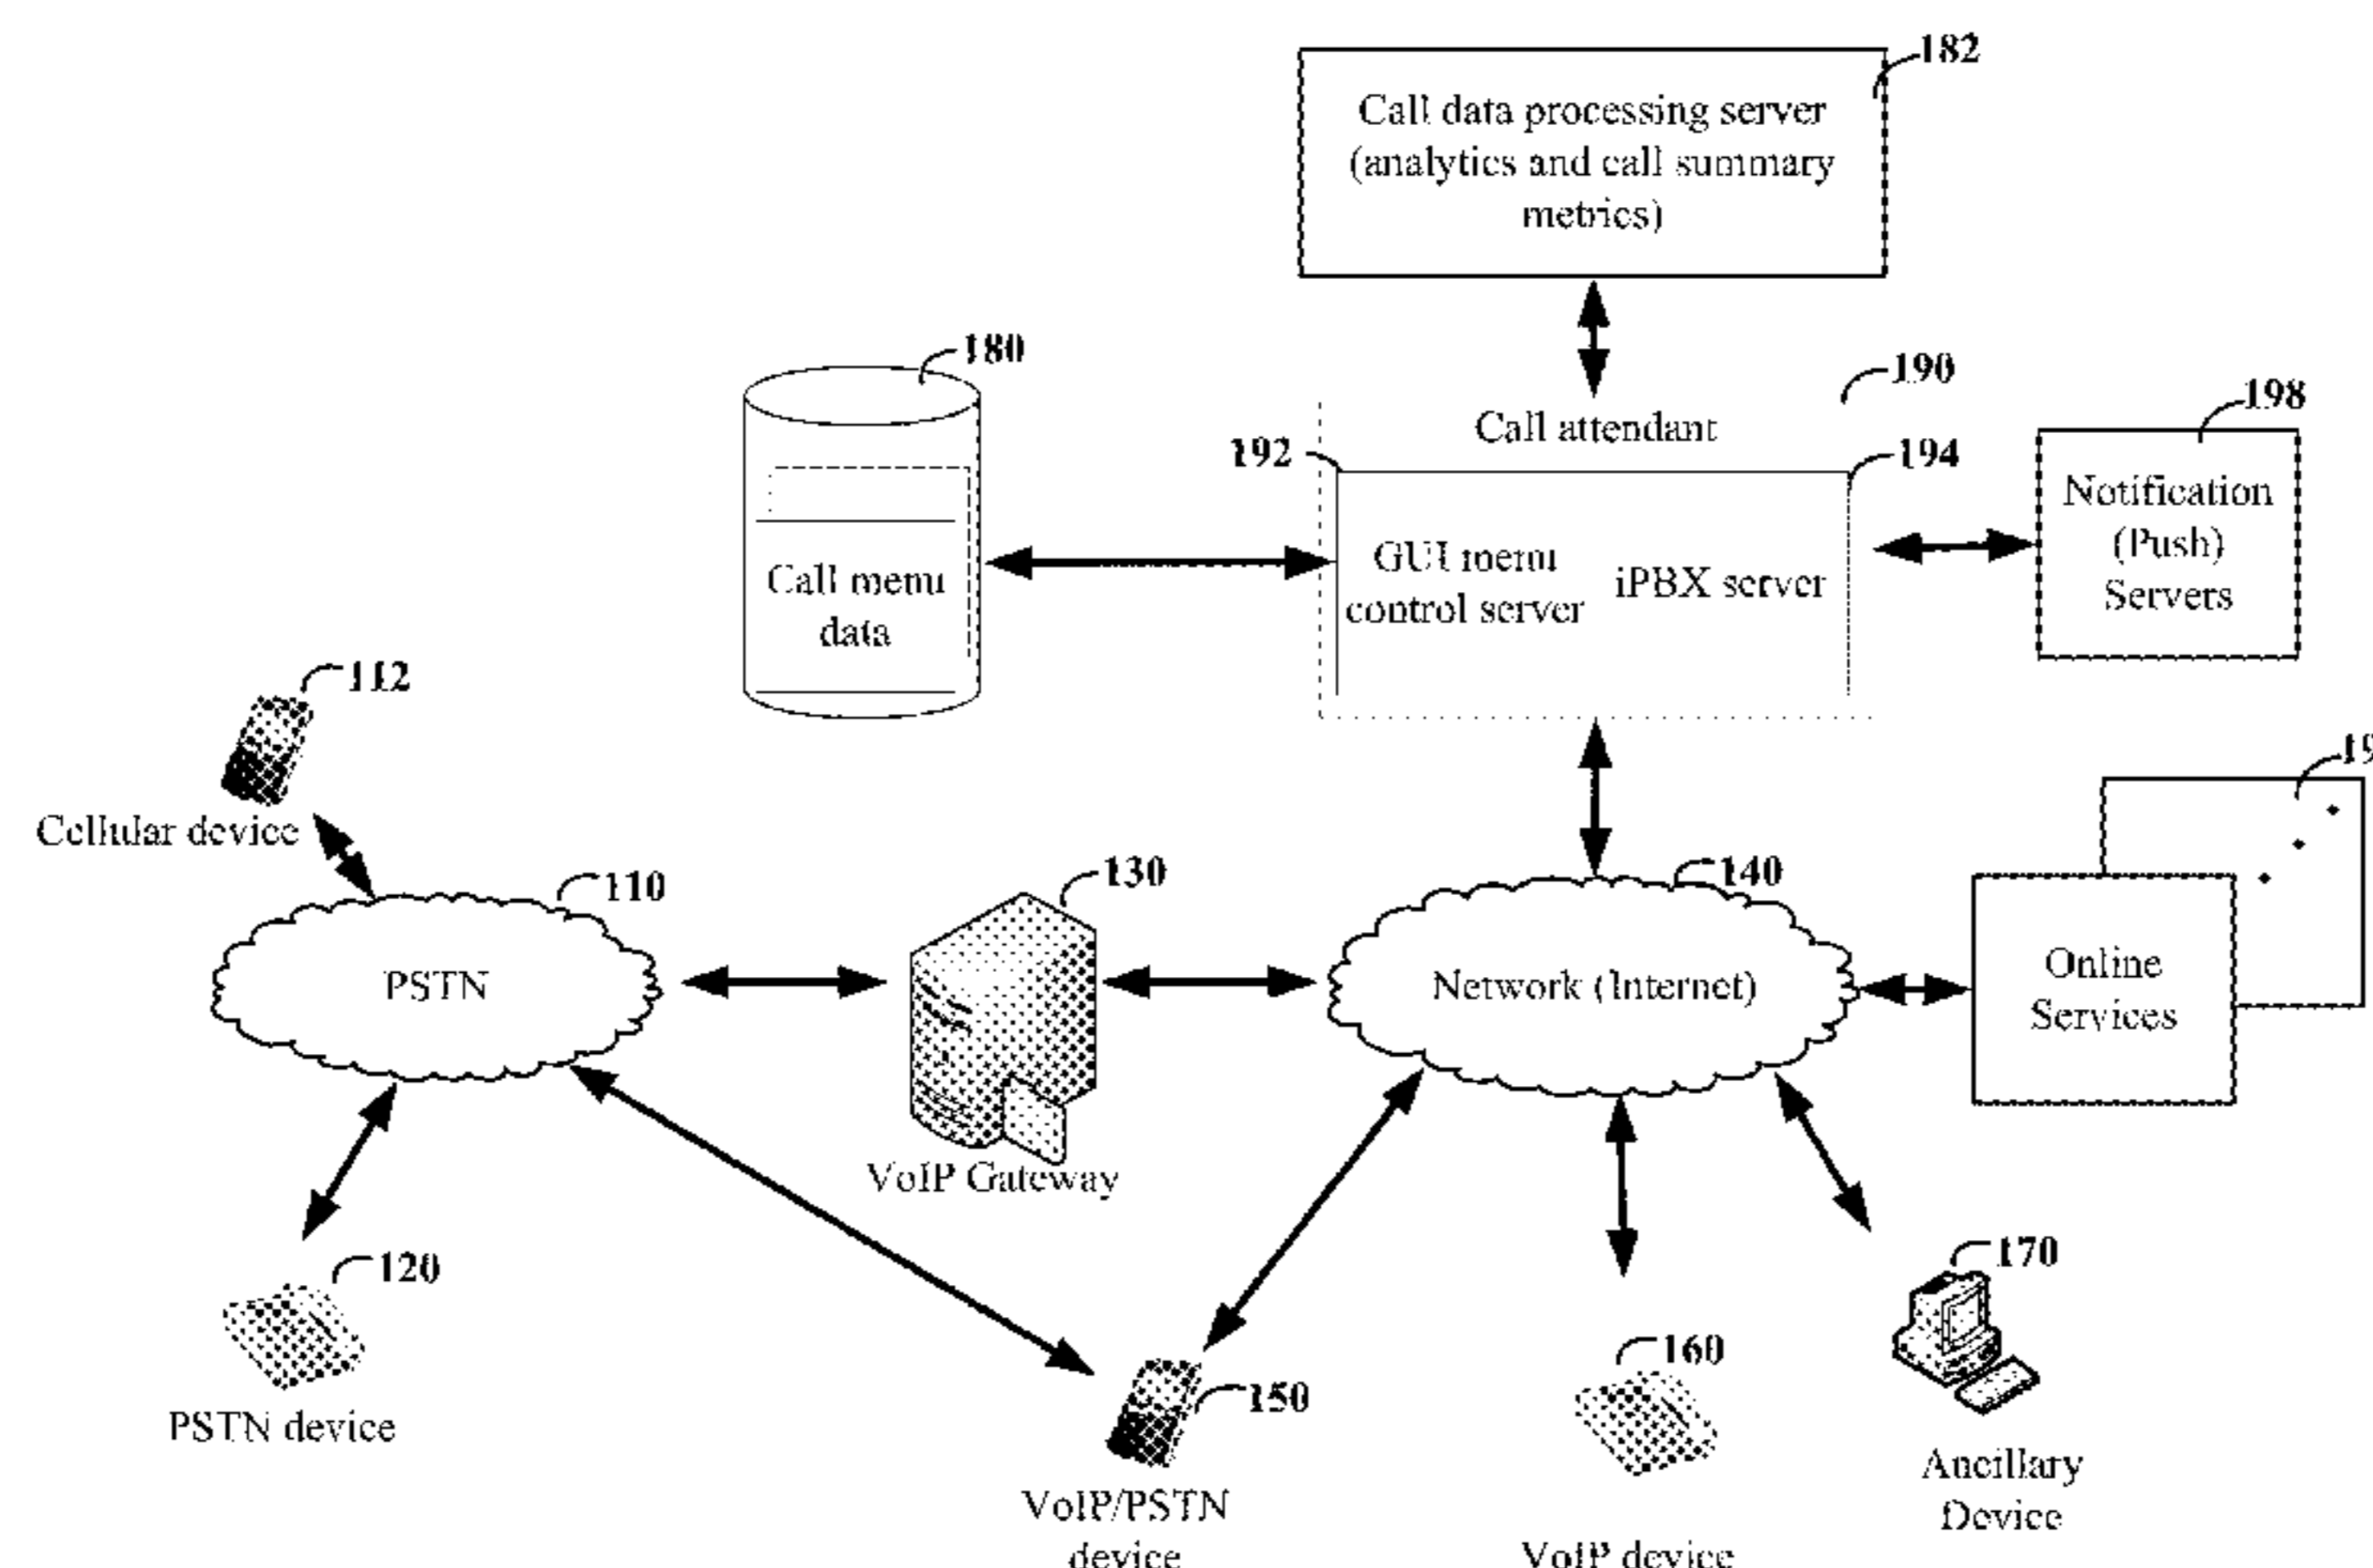 182
Call data processing server
(analytics and call summary
metrics)
180
190
198
Call attendant
192
194
Notification
(Push)
Servers
GUI menu
control server
iPBX server
Call menu
data
112
Cellular device
19
110
130
140
PSTN
Network (Internet)
Online
Services
VoIP Gateway
120
170
160
150
PSTN device
Ancillary
Device
VoIP/PSTN
device
VoIP device